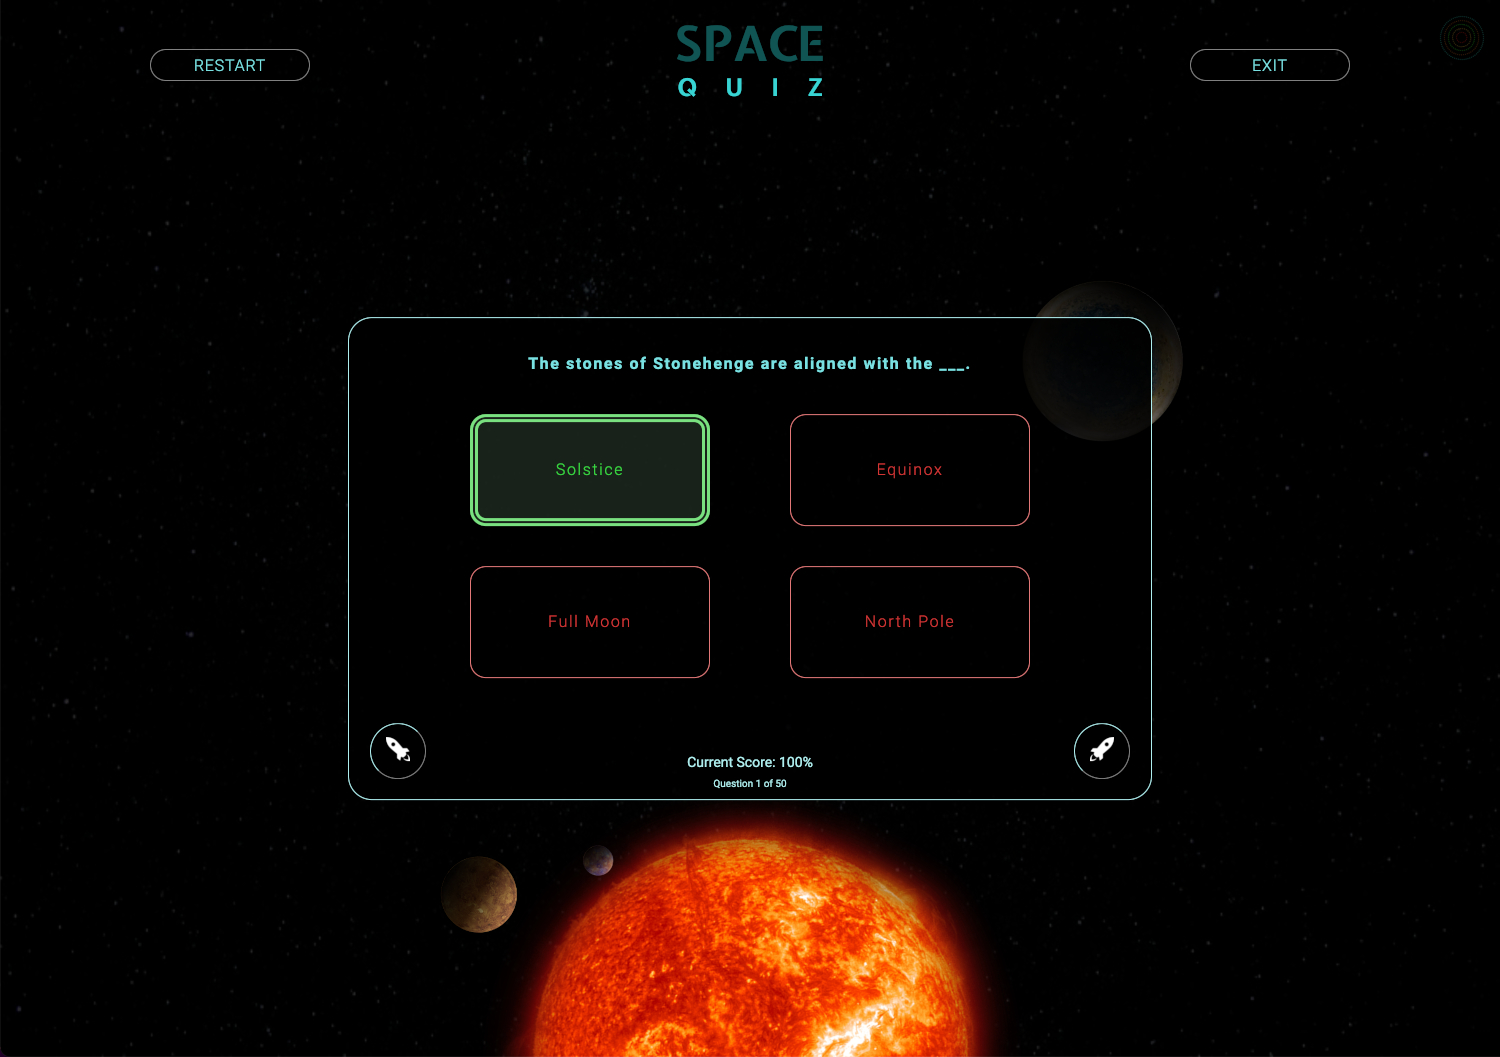 RESTART
SPACE
QUIZ
EXIT
The stones of Stonehenge are aligned with the ___.
Solstice
Equinox
Full Moon
North Pole
Current Score: 100%
Question 1 of 50